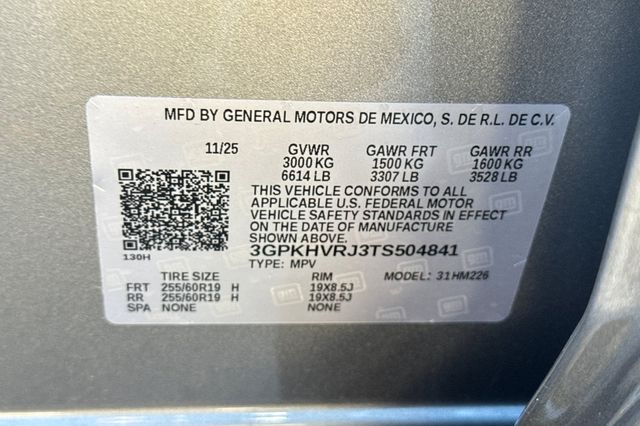 MFD BY GENERAL MOTORS DE MEXICO, S. DE R.L. DE C.V.
11/25 GVWR GAWR FRT GAWR RR
3000 KG 1500 KG 1600 KG
6614 LB 3307 LB 3528 LB
THIS VEHICLE CONFORMS TO ALL
APPLICABLE U.S. FEDERAL MOTOR
VEHICLE SAFETY STANDARDS IN EFFECT
ON THE DATE OF MANUFACTURE
SHOWN ABOVE.
3GPKHVRJ3TS504841
130H
TYPE: MPV MODEL: 31HM226
TIRE SIZE RIM
FRT 255/60R19 H 19X8.5J
RR 255/60R19 H 19X8.5J
SPA NONE NONE